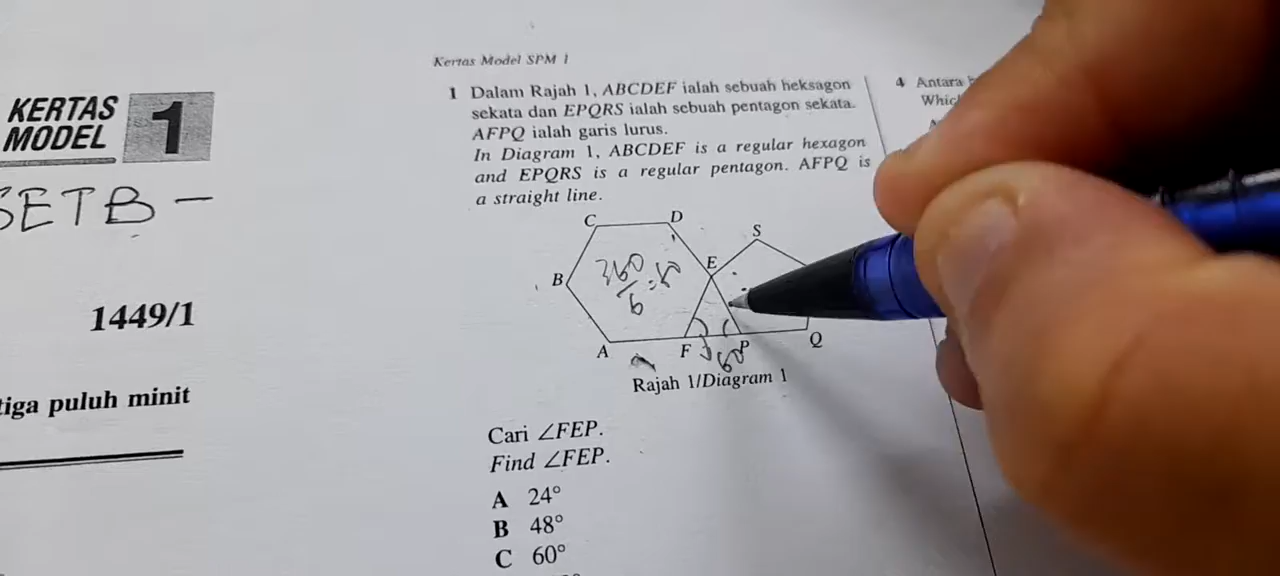 KERTAS
MODEL 1
SETB -
1449/1
tiga puluh minit
Kertas Model SPM 1
1 Dalam Rajah 1, ABCDEF ialah sebuah heksagon
sekata dan EPQRS ialah sebuah pentagon sekata.
AFPQ ialah garis lurus.
In Diagram 1, ABCDEF is a regular hexagon
and EPQRS is a regular pentagon. AFPQ is
a straight line.
C D S
B E
360
6
A F P Q
60
Rajah 1/Diagram 1
Cari ∠FEP.
Find ∠FEP.
A 24°
B 48°
C 60°
4 Antara